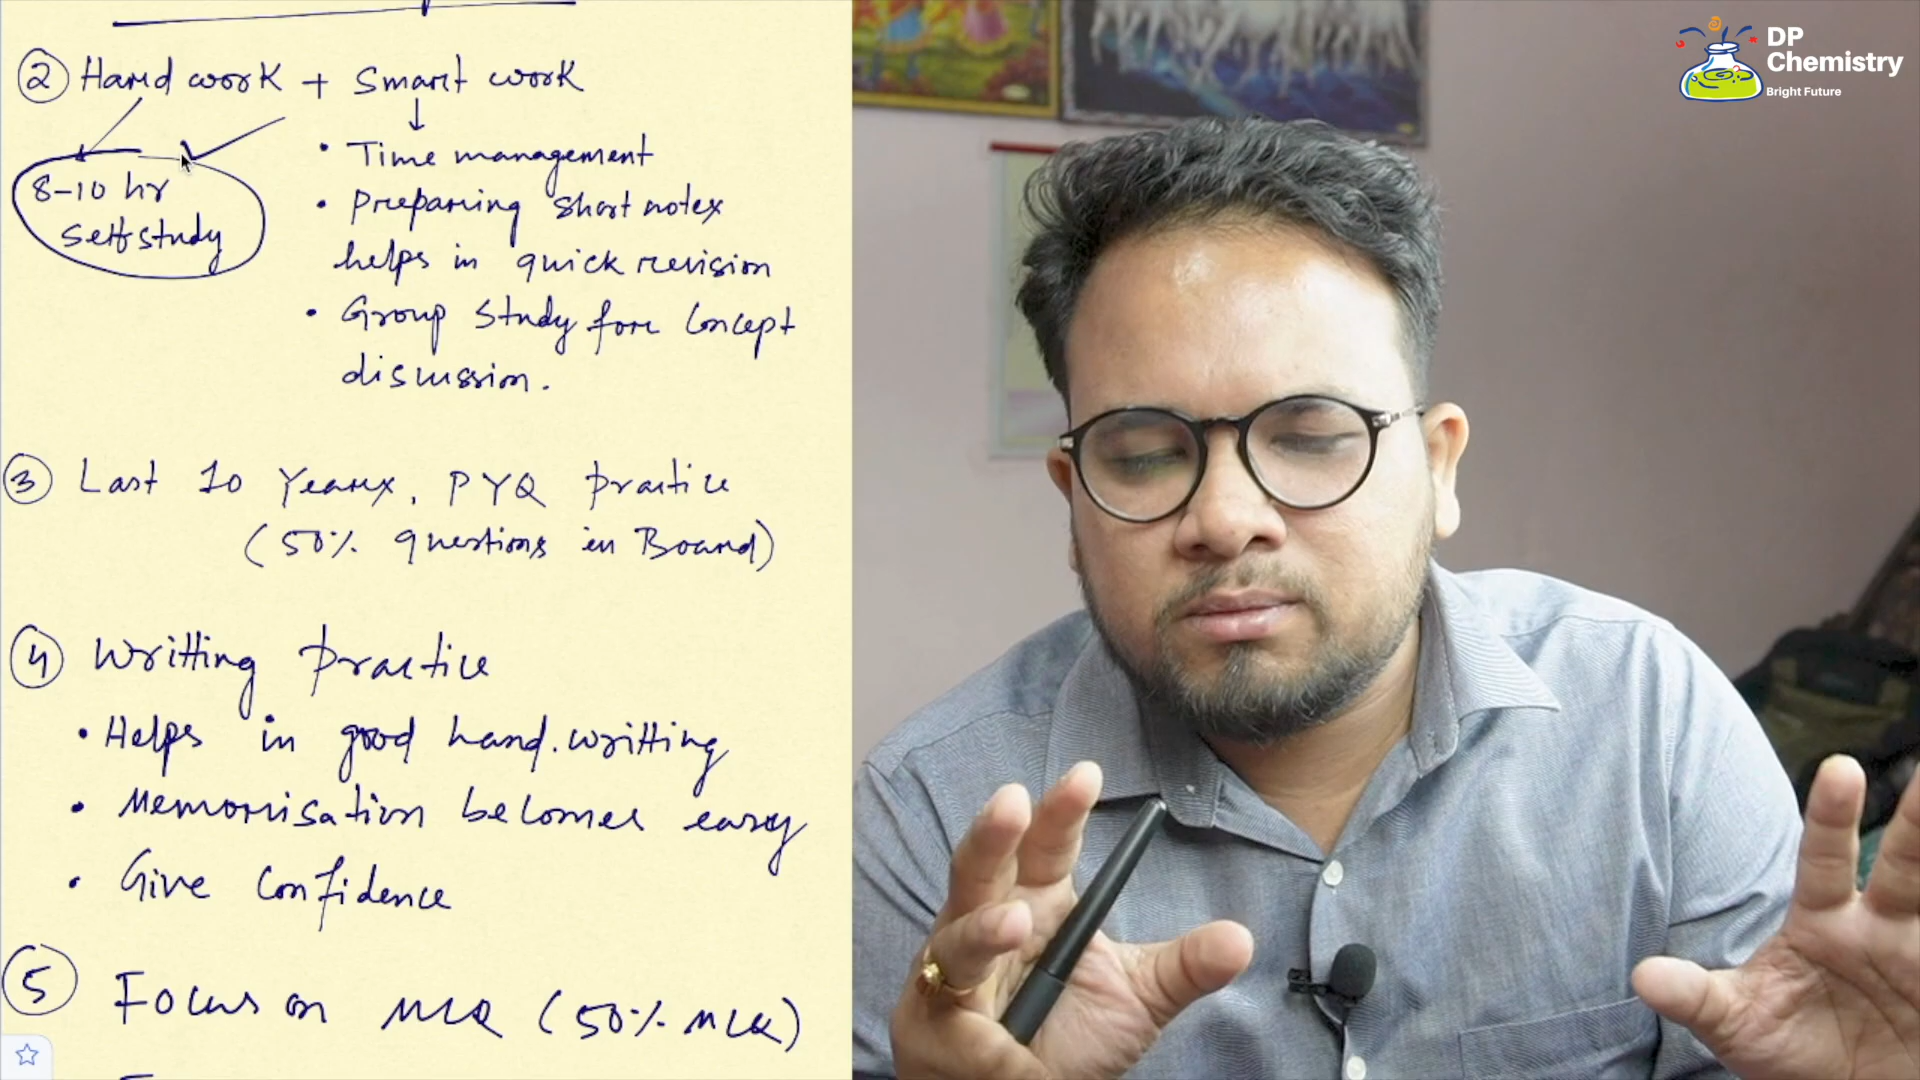 ② Hard work + Smart work
8-10 hr
Self study
• Time management
• Preparing short notes
helps in quick revision
• Group study for Concept
discussion.
③ Last 10 Years, PYQ practice
(50% questions in Board)
④ Writting practice
• Helps in good hand.writting
• Memorisation becomes easy
• Give Confidence
⑤ Focus on MCQ (50% MCQ)
DP
Chemistry
Bright Future